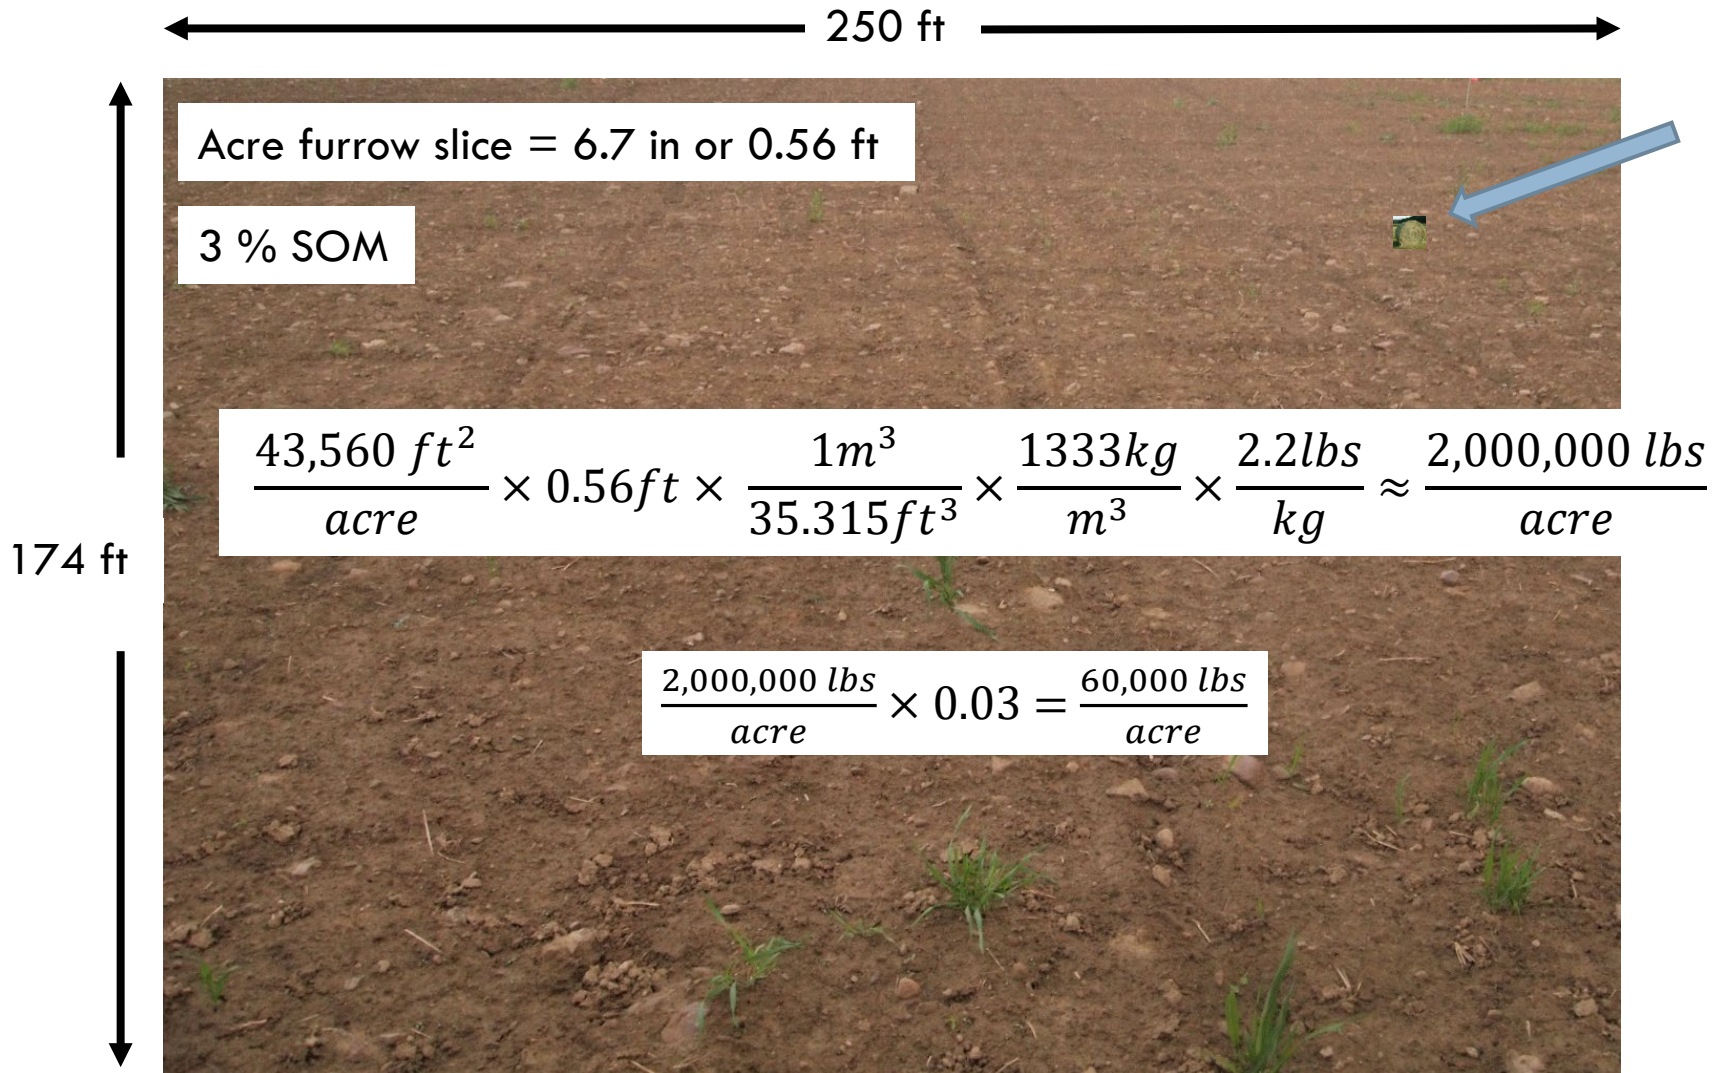 250 ft
Acre furrow slice = 6.7 in or 0.56 ft
3 % SOM
43,560 ft²/acre × 0.56ft × 1m³/35.315ft³ × 1333kg/m³ × 2.2lbs/kg ≈ 2,000,000 lbs/acre
174 ft
2,000,000 lbs/acre × 0.03 = 60,000 lbs/acre